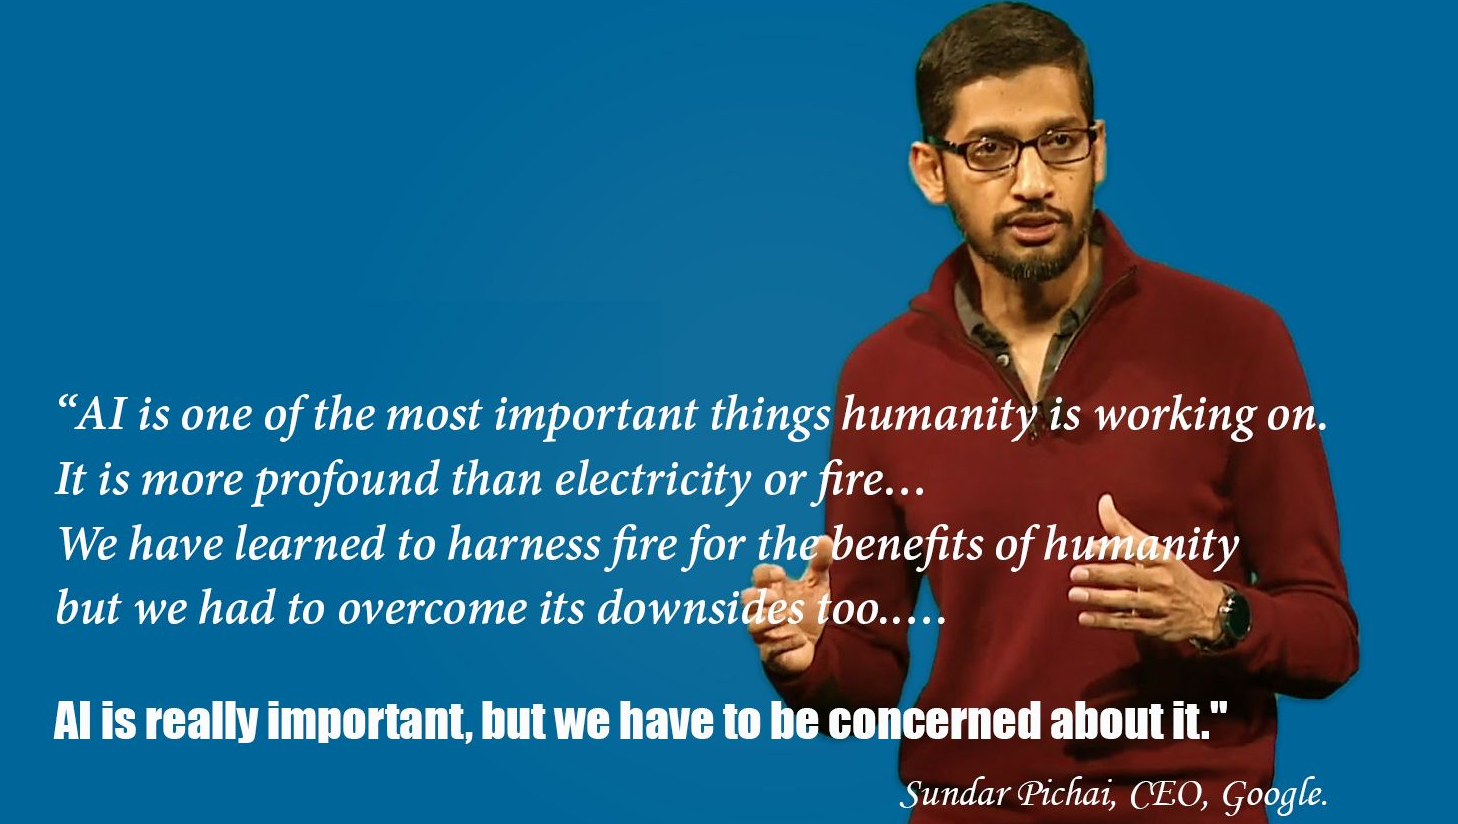 “AI is one of the most important things humanity is working on.
It is more profound than electricity or fire...
We have learned to harness fire for the benefits of humanity
but we had to overcome its downsides too.....
AI is really important, but we have to be concerned about it."
Sundar Pichai, CEO, Google.